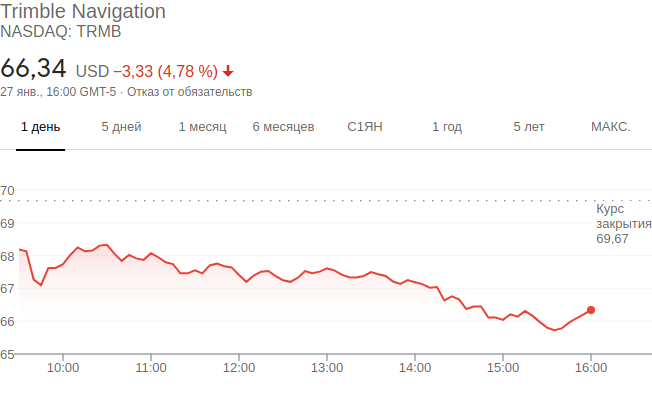 Trimble Navigation
NASDAQ: TRMB
66,34 USD −3,33 (4,78 %)
27 янв., 16:00 GMT-5 · Отказ от обязательств
1 день 5 дней 1 месяц 6 месяцев С1ЯН 1 год 5 лет МАКС.
70
Курс
закрытия
69,67
69
68
67
66
65
10:00 11:00 12:00 13:00 14:00 15:00 16:00